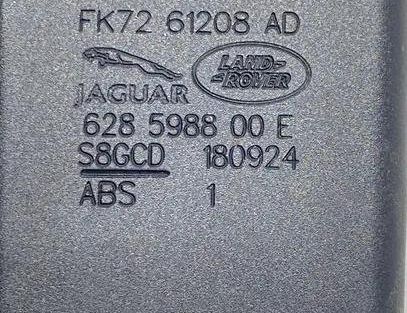 FK72 61208 AD
JAGUAR LAND-
-ROVER
628 5988 00 E
S8GCD 180924
ABS 1